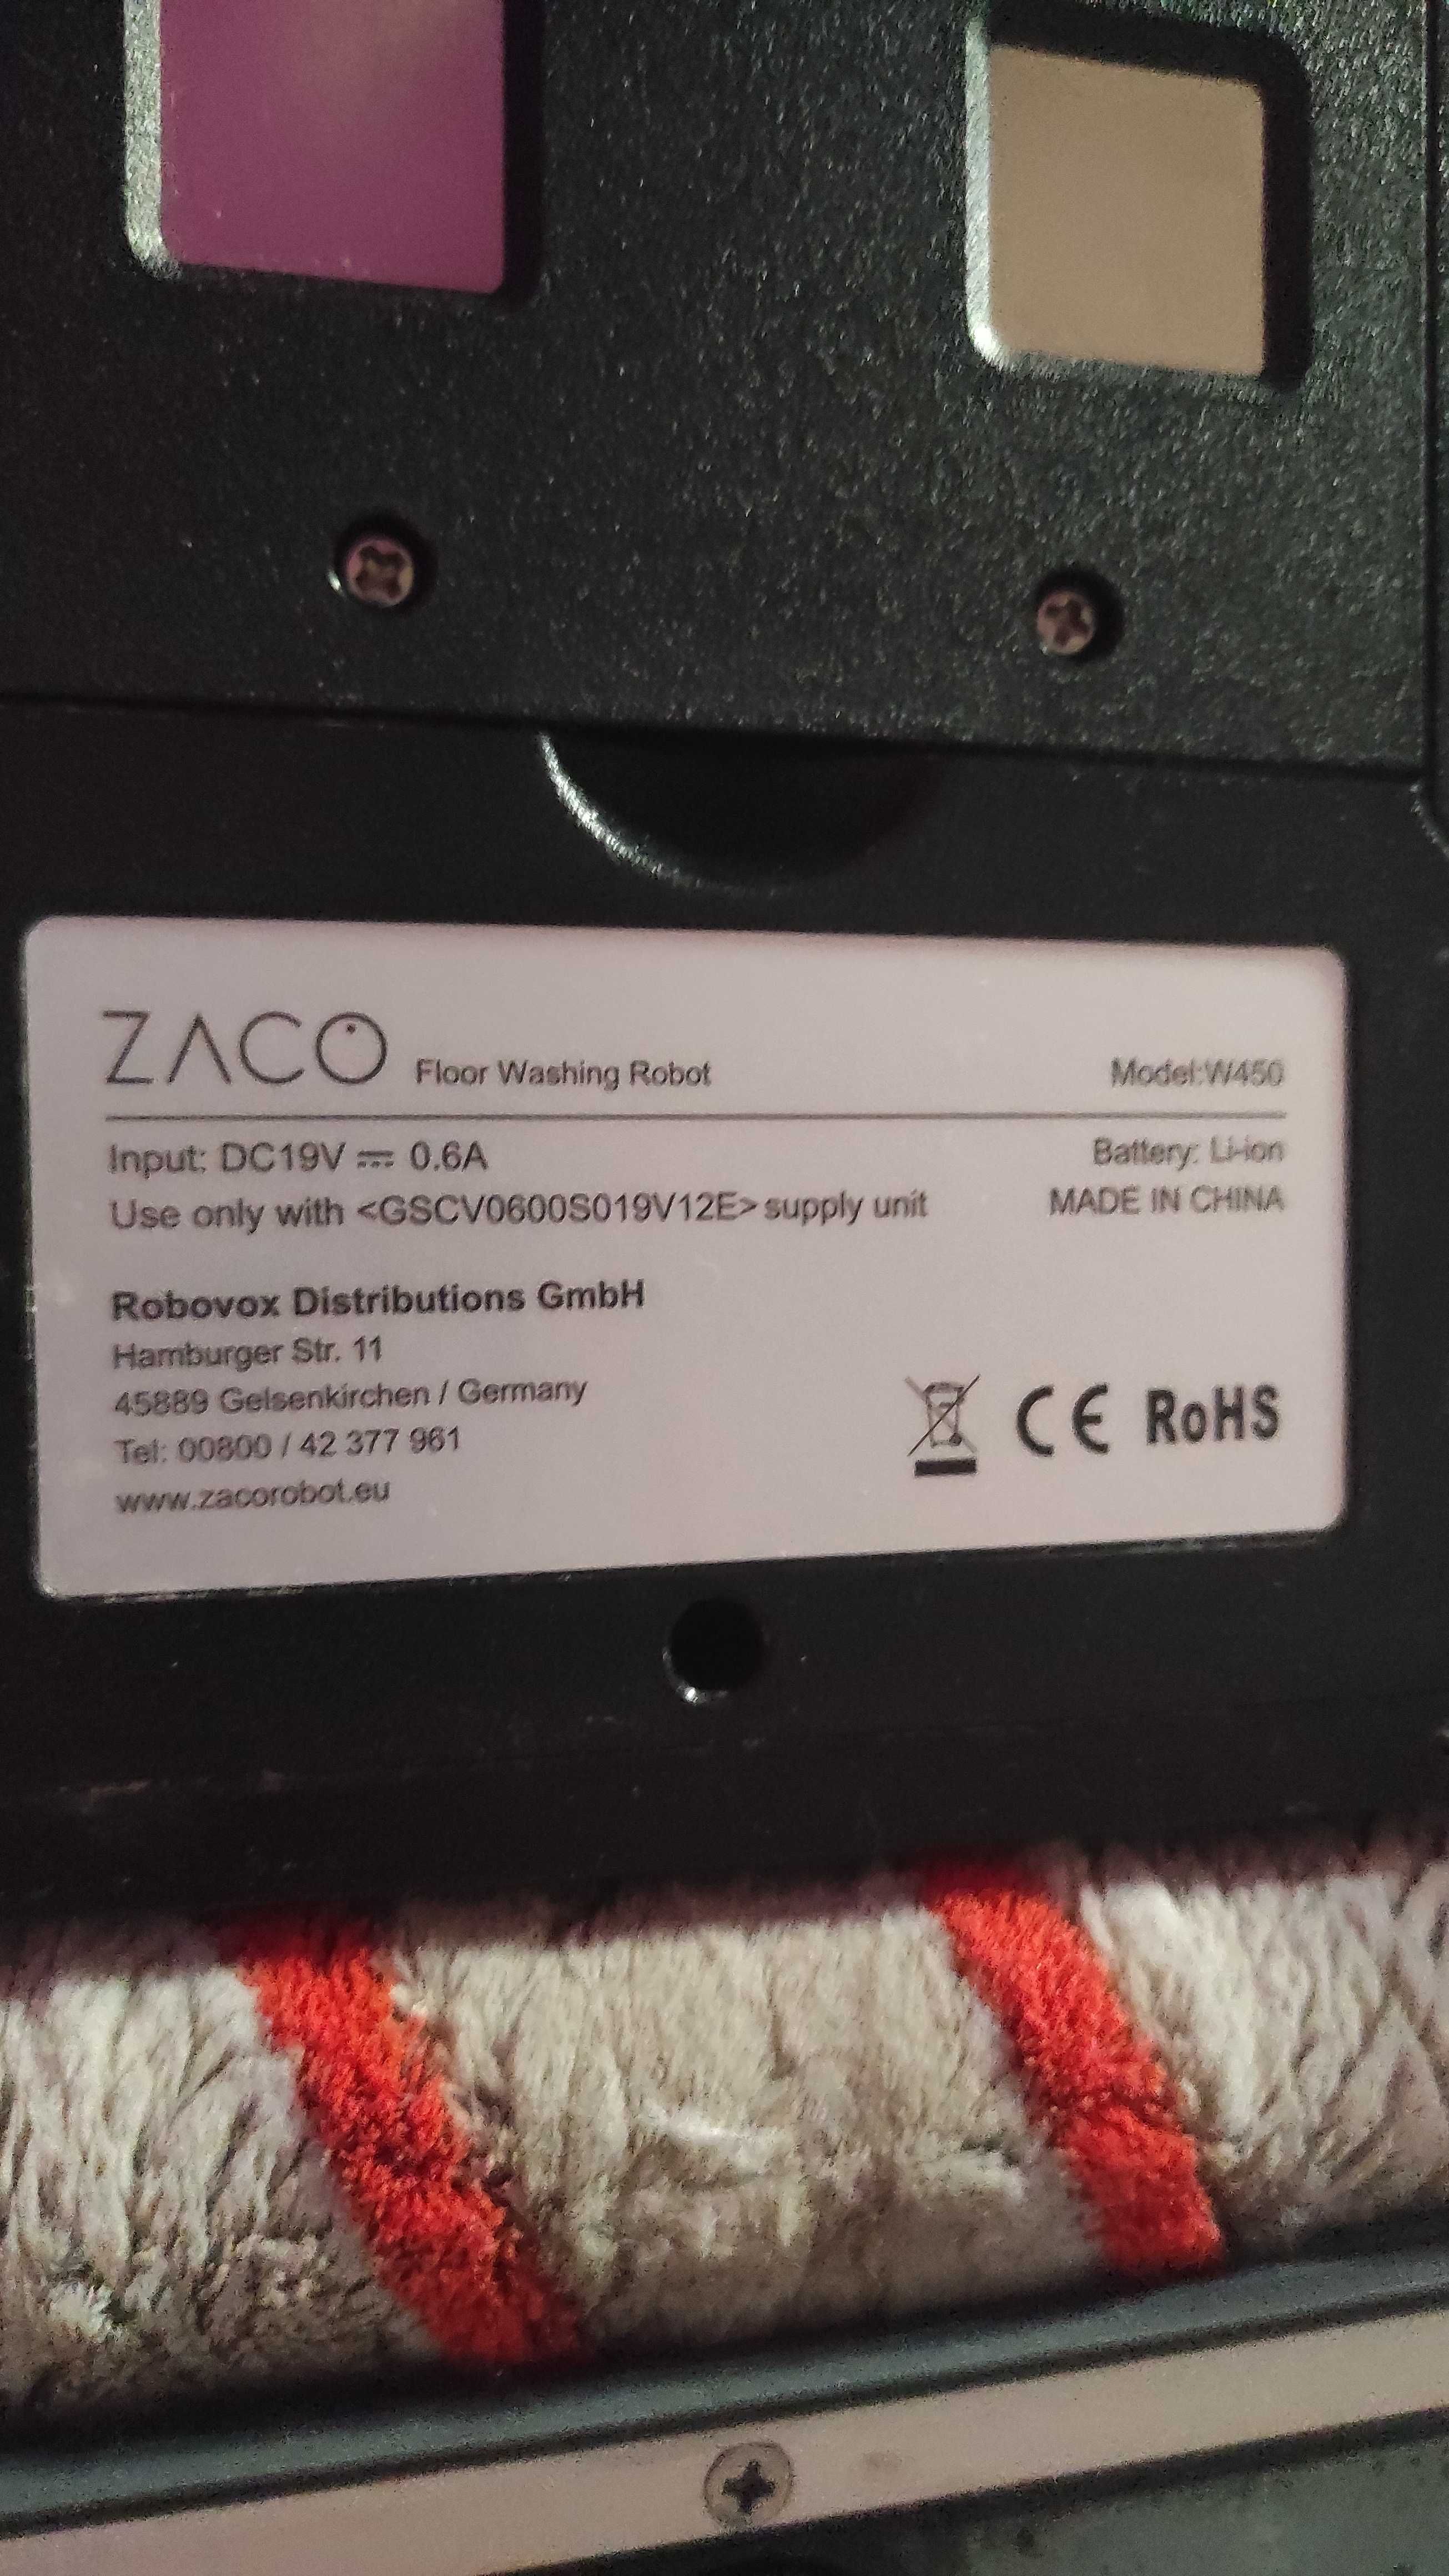 ZACO Floor Washing Robot Model:W450
Input: DC19V ⎓ 0.6A Battery: Li-ion
Use only with <GSCV0600S019V12E> supply unit MADE IN CHINA
Robovox Distributions GmbH
Hamburger Str. 11
45889 Gelsenkirchen / Germany
Tel: 00800 / 42 377 961
www.zacorobot.eu
CE RoHS